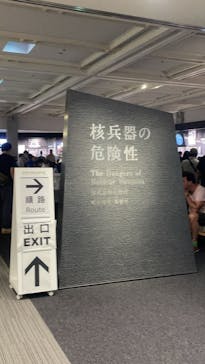 核兵器の
危険性
The Dangers of
Nuclear Weapons
順路
Route
出口
EXIT